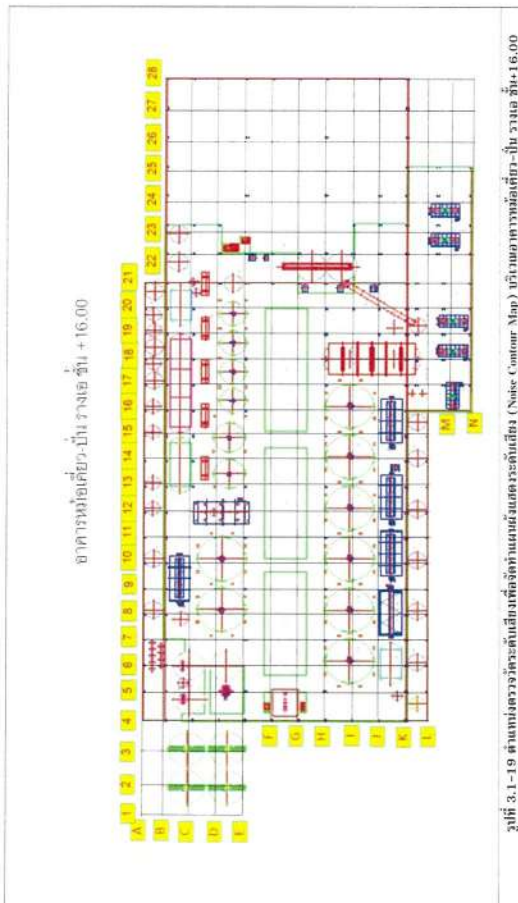 อาคารหม้อเคี่ยว-ปั่น รางเอ ชั้น +16.00
1 2 3 4 5 6 7 8 9 10 11 12 13 14 15 16 17 18 19 20 21 22 23 24 25 26 27 28
A
B
C
D
E
F
G
H
I
J
K
L
M
N
รูปที่ 3.1-19 ตำแหน่งตรวจวัดระดับเสียงเพื่อจัดทำแผนผังแสดงระดับเสียง (Noise Contour Map) บริเวณอาคารหม้อเคี่ยว-ปั่น รางเอ ชั้น+16.00